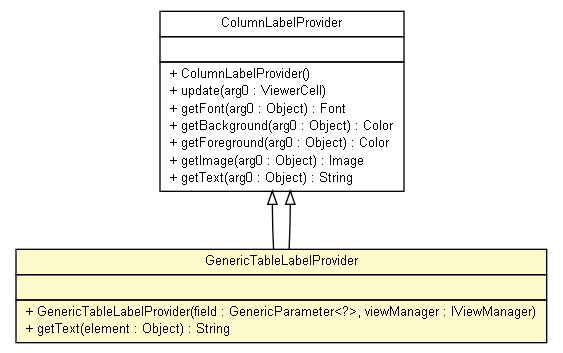 ColumnLabelProvider
+ ColumnLabelProvider()
+ update(arg0 : ViewerCell)
+ getFont(arg0 : Object) : Font
+ getBackground(arg0 : Object) : Color
+ getForeground(arg0 : Object) : Color
+ getImage(arg0 : Object) : Image
+ getText(arg0 : Object) : String
GenericTableLabelProvider
+ GenericTableLabelProvider(field : GenericParameter<?>, viewManager : IViewManager)
+ getText(element : Object) : String